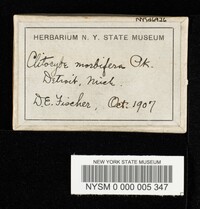 HERBARIUM N. Y. STATE MUSEUM
Clitocybe morbifera Pk.
Detroit, Mich.
D.E. Fischer, Oct. 1907
NEW YORK STATE MUSEUM
NYSM 0 000 005 347